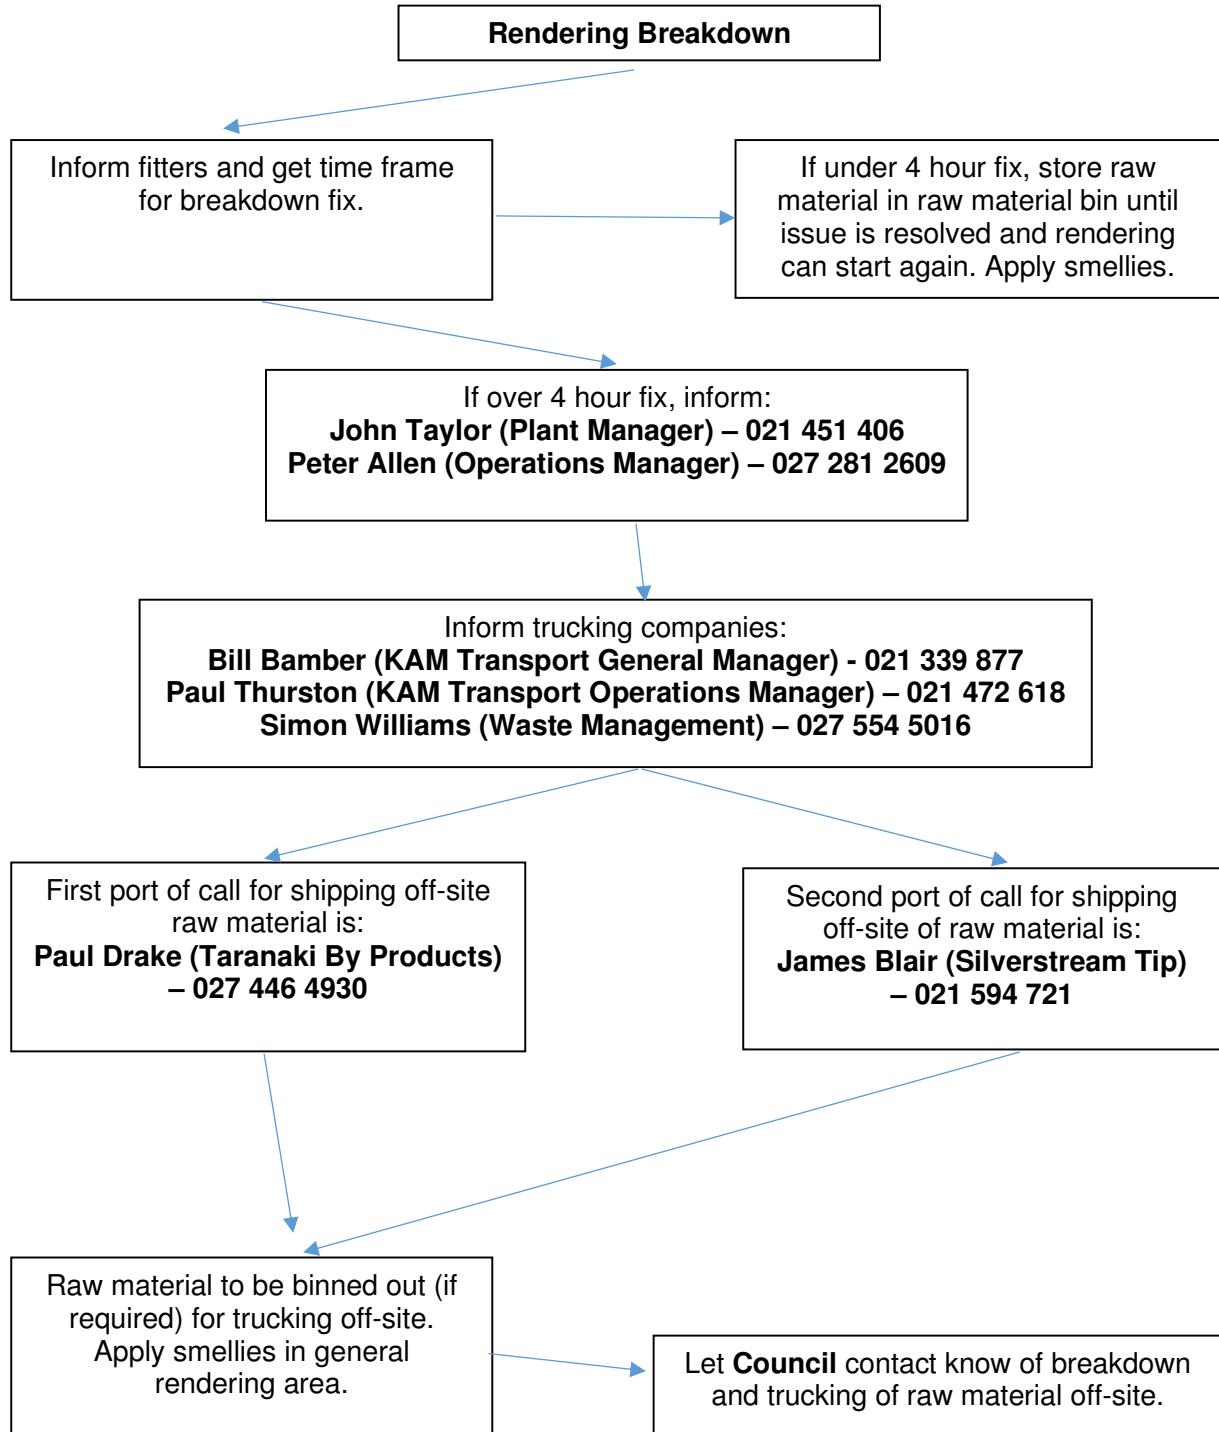 Rendering Breakdown
Inform fitters and get time frame
for breakdown fix.
If under 4 hour fix, store raw
material in raw material bin until
issue is resolved and rendering
can start again. Apply smellies.
If over 4 hour fix, inform:
John Taylor (Plant Manager) – 021 451 406
Peter Allen (Operations Manager) – 027 281 2609
Inform trucking companies:
Bill Bamber (KAM Transport General Manager) - 021 339 877
Paul Thurston (KAM Transport Operations Manager) – 021 472 618
Simon Williams (Waste Management) – 027 554 5016
First port of call for shipping off-site
raw material is:
Paul Drake (Taranaki By Products)
– 027 446 4930
Second port of call for shipping
off-site of raw material is:
James Blair (Silverstream Tip)
– 021 594 721
Raw material to be binned out (if
required) for trucking off-site.
Apply smellies in general
rendering area.
Let Council contact know of breakdown
and trucking of raw material off-site.